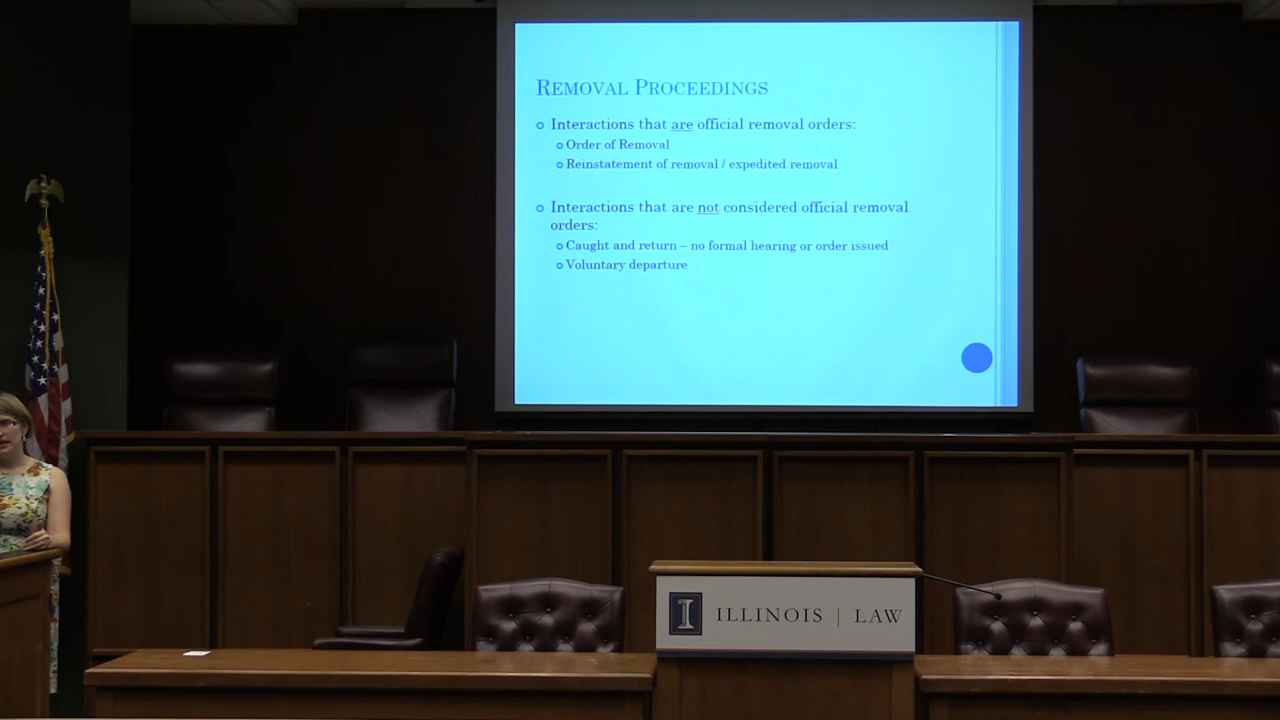 REMOVAL PROCEEDINGS
Interactions that are official removal orders:
Order of Removal
Reinstatement of removal / expedited removal
Interactions that are not considered official removal
orders:
Caught and return – no formal hearing or order issued
Voluntary departure
I ILLINOIS | LAW